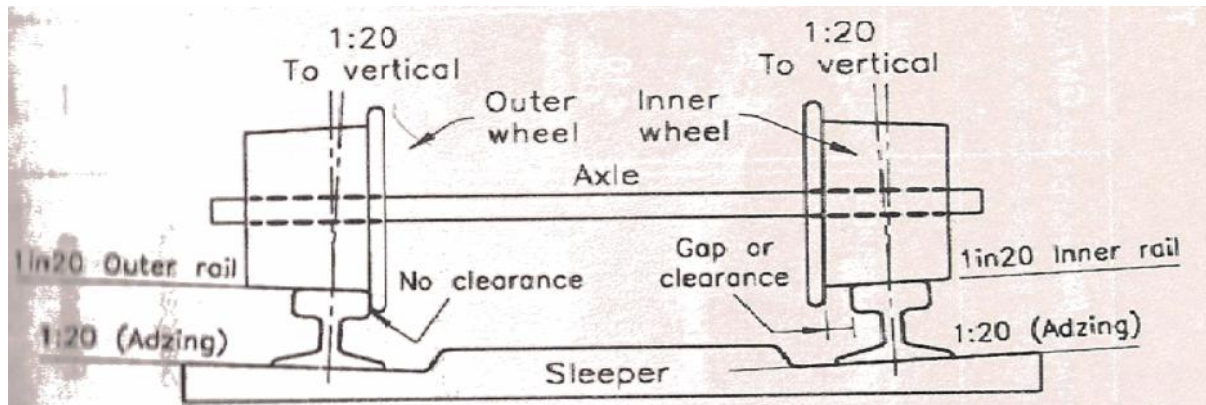 1:20
To vertical
1:20
To vertical
Outer
wheel
Inner
wheel
Axle
1in20 Outer rail
No clearance
Gap or
clearance
1in20 Inner rail
1:20 (Adzing)
1:20 (Adzing)
Sleeper